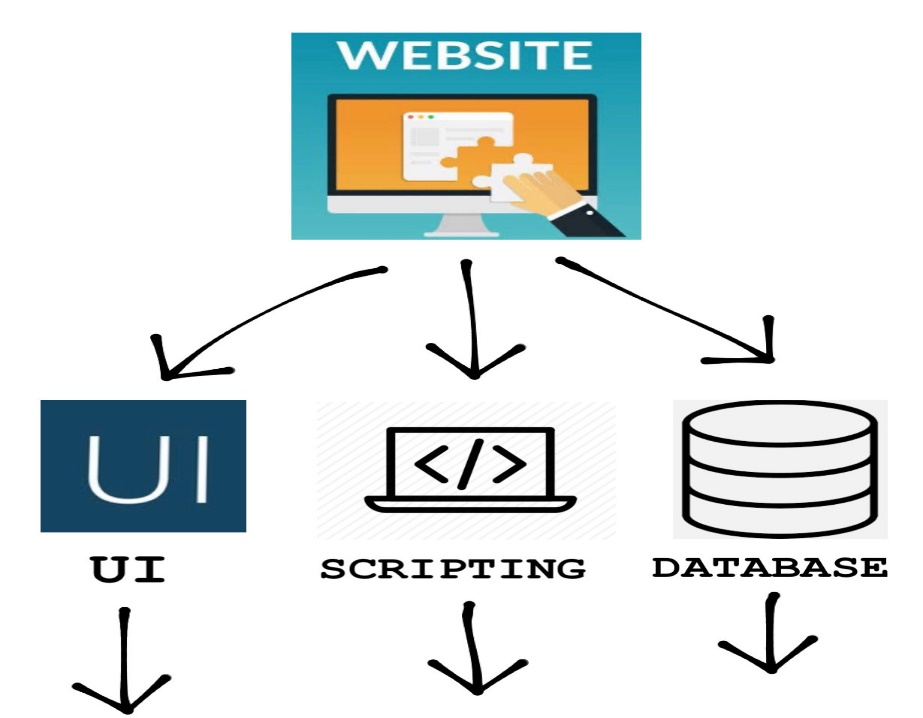 WEBSITE
UI
</>
UI
SCRIPTING
DATABASE